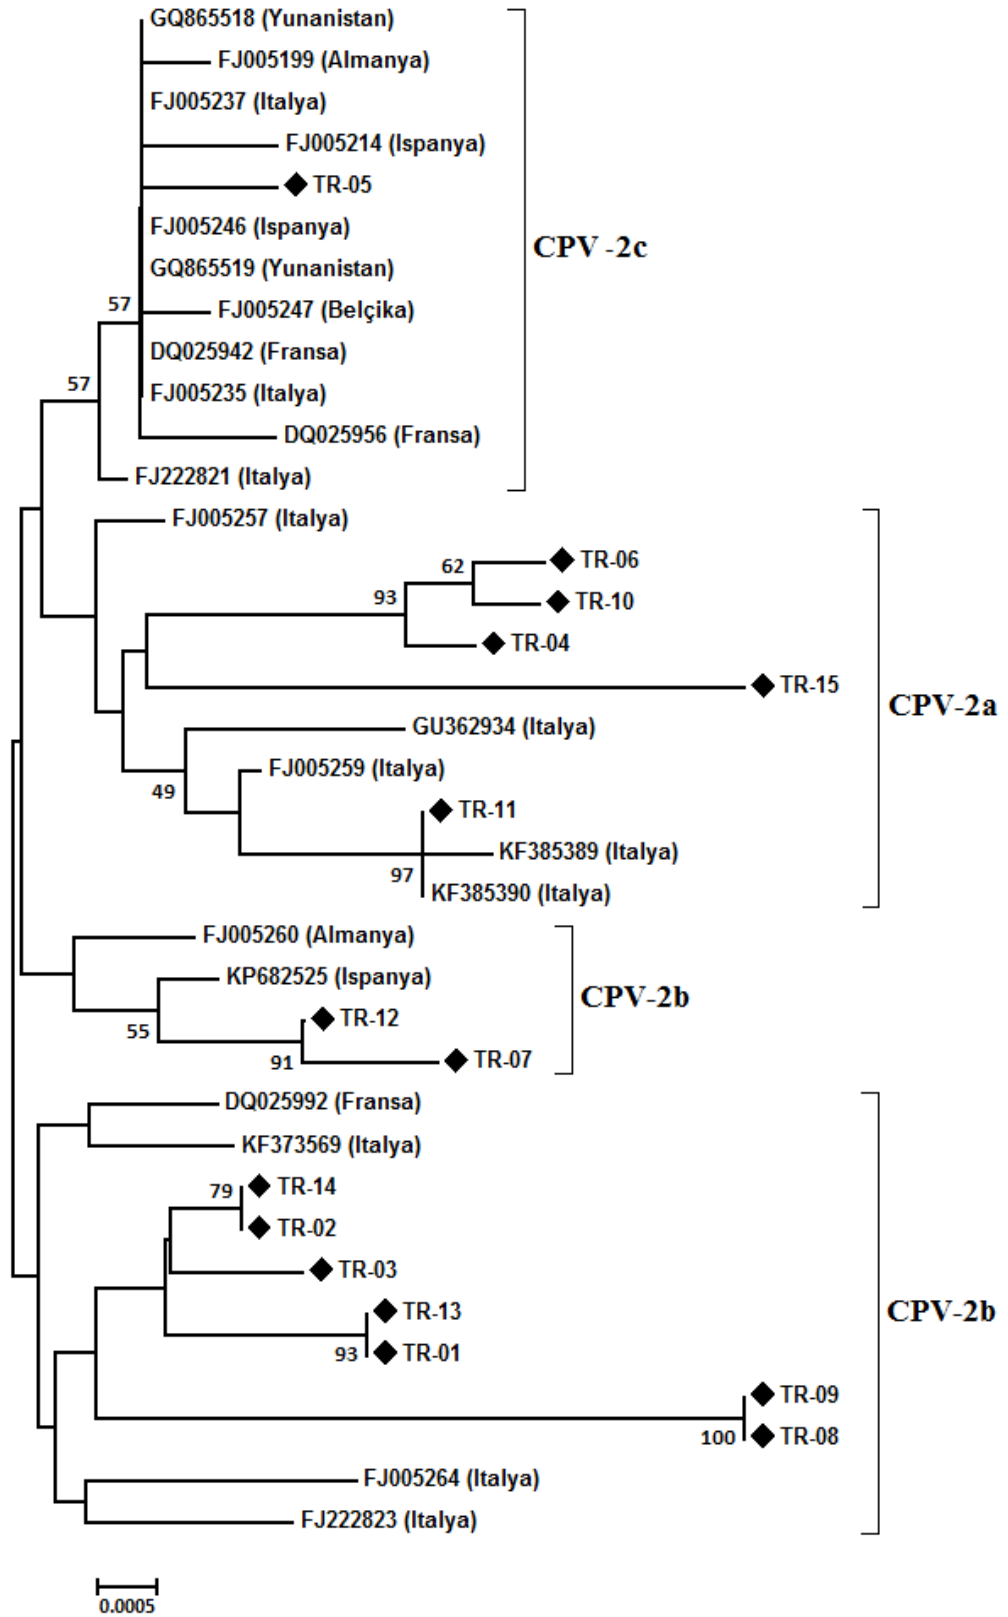 GQ865518 (Yunanistan)
FJ005199 (Almanya)
FJ005237 (Italya)
FJ005214 (Ispanya)
TR-05
FJ005246 (Ispanya)
GQ865519 (Yunanistan)
FJ005247 (Belçika)
DQ025942 (Fransa)
FJ005235 (Italya)
DQ025956 (Fransa)
FJ222821 (Italya)
57
57
CPV -2c
FJ005257 (Italya)
TR-06
TR-10
TR-04
TR-15
GU362934 (Italya)
FJ005259 (Italya)
TR-11
KF385389 (Italya)
KF385390 (Italya)
62
93
49
97
CPV-2a
FJ005260 (Almanya)
KP682525 (Ispanya)
TR-12
TR-07
55
91
CPV-2b
DQ025992 (Fransa)
KF373569 (Italya)
TR-14
TR-02
TR-03
TR-13
TR-01
TR-09
TR-08
FJ005264 (Italya)
FJ222823 (Italya)
79
93
100
CPV-2b
0.0005